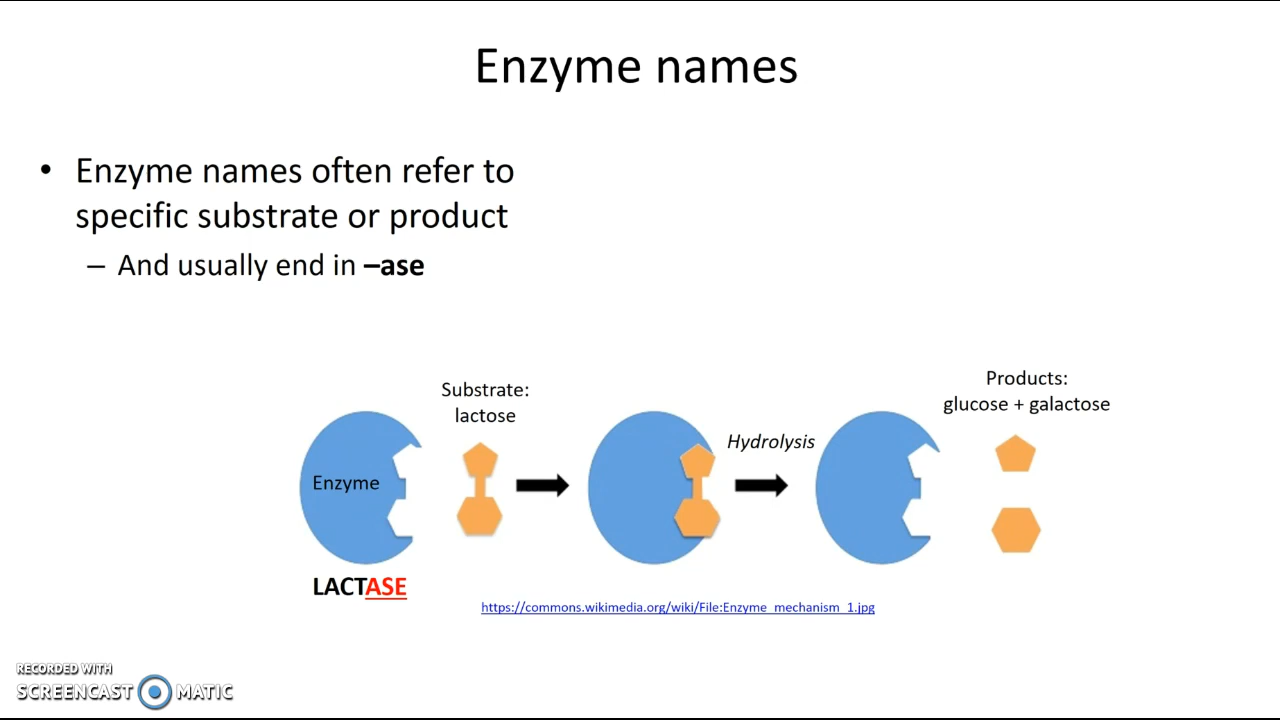 Enzyme names
• Enzyme names often refer to
specific substrate or product
– And usually end in –ase
Substrate:
lactose
Products:
glucose + galactose
Hydrolysis
Enzyme
LACTASE
https://commons.wikimedia.org/wiki/File:Enzyme_mechanism_1.jpg
RECORDED WITH
SCREENCAST MATIC